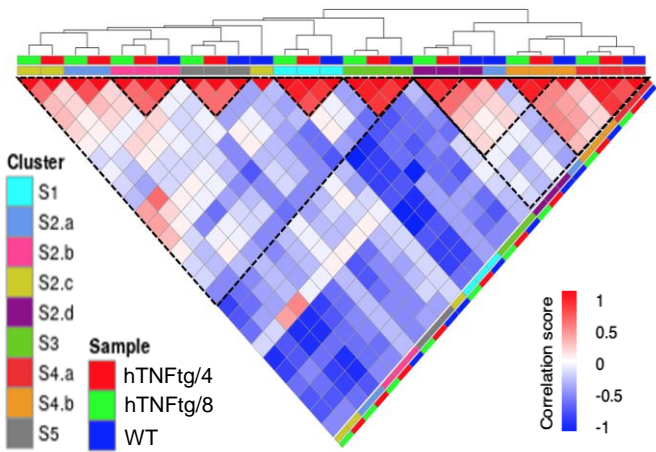 Cluster
S1
S2.a
S2.b
S2.c
S2.d
S3
S4.a
S4.b
S5
Sample
hTNFtg/4
hTNFtg/8
WT
Correlation score
1
0.5
0
-0.5
-1